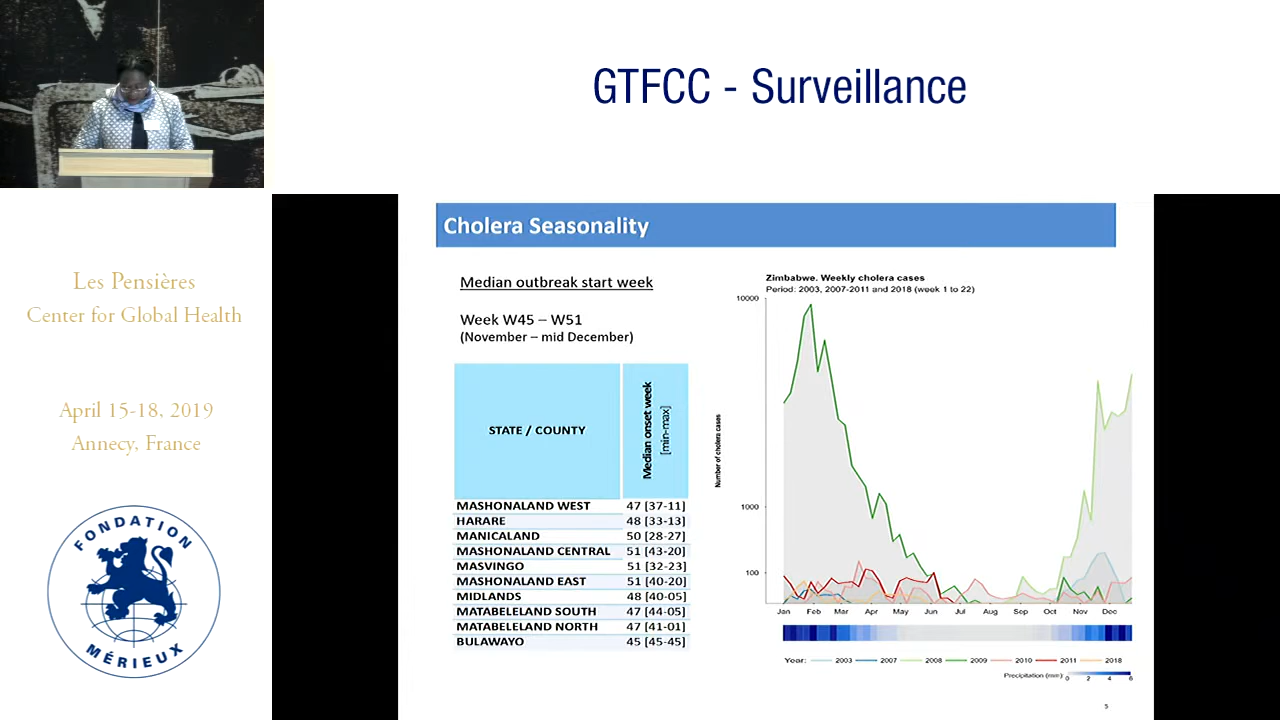 GTFCC - Surveillance
Les Pensières
Center for Global Health
April 15-18, 2019
Annecy, France
FONDATION
MÉRIEUX
Cholera Seasonality
Median outbreak start week
Week W45 – W51
(November – mid December)
STATE / COUNTY
Median onset week
[min-max]
MASHONALAND WEST 47 [37-11]
HARARE 48 [33-13]
MANICALAND 50 [28-27]
MASHONALAND CENTRAL 51 [43-20]
MASVINGO 51 [32-23]
MASHONALAND EAST 51 [40-20]
MIDLANDS 48 [40-05]
MATABELELAND SOUTH 47 [44-05]
MATABELELAND NORTH 47 [41-01]
BULAWAYO 45 [45-45]
Zimbabwe. Weekly cholera cases
Period: 2003, 2007-2011 and 2018 (week 1 to 22)
Number of cholera cases
10000
1000
100
Jan Feb Mar Apr May Jun Jul Aug Sep Oct Nov Dec
Year: 2003 2007 2008 2009 2010 2011 2018
Precipitation (mm) 0 2 4 6
5